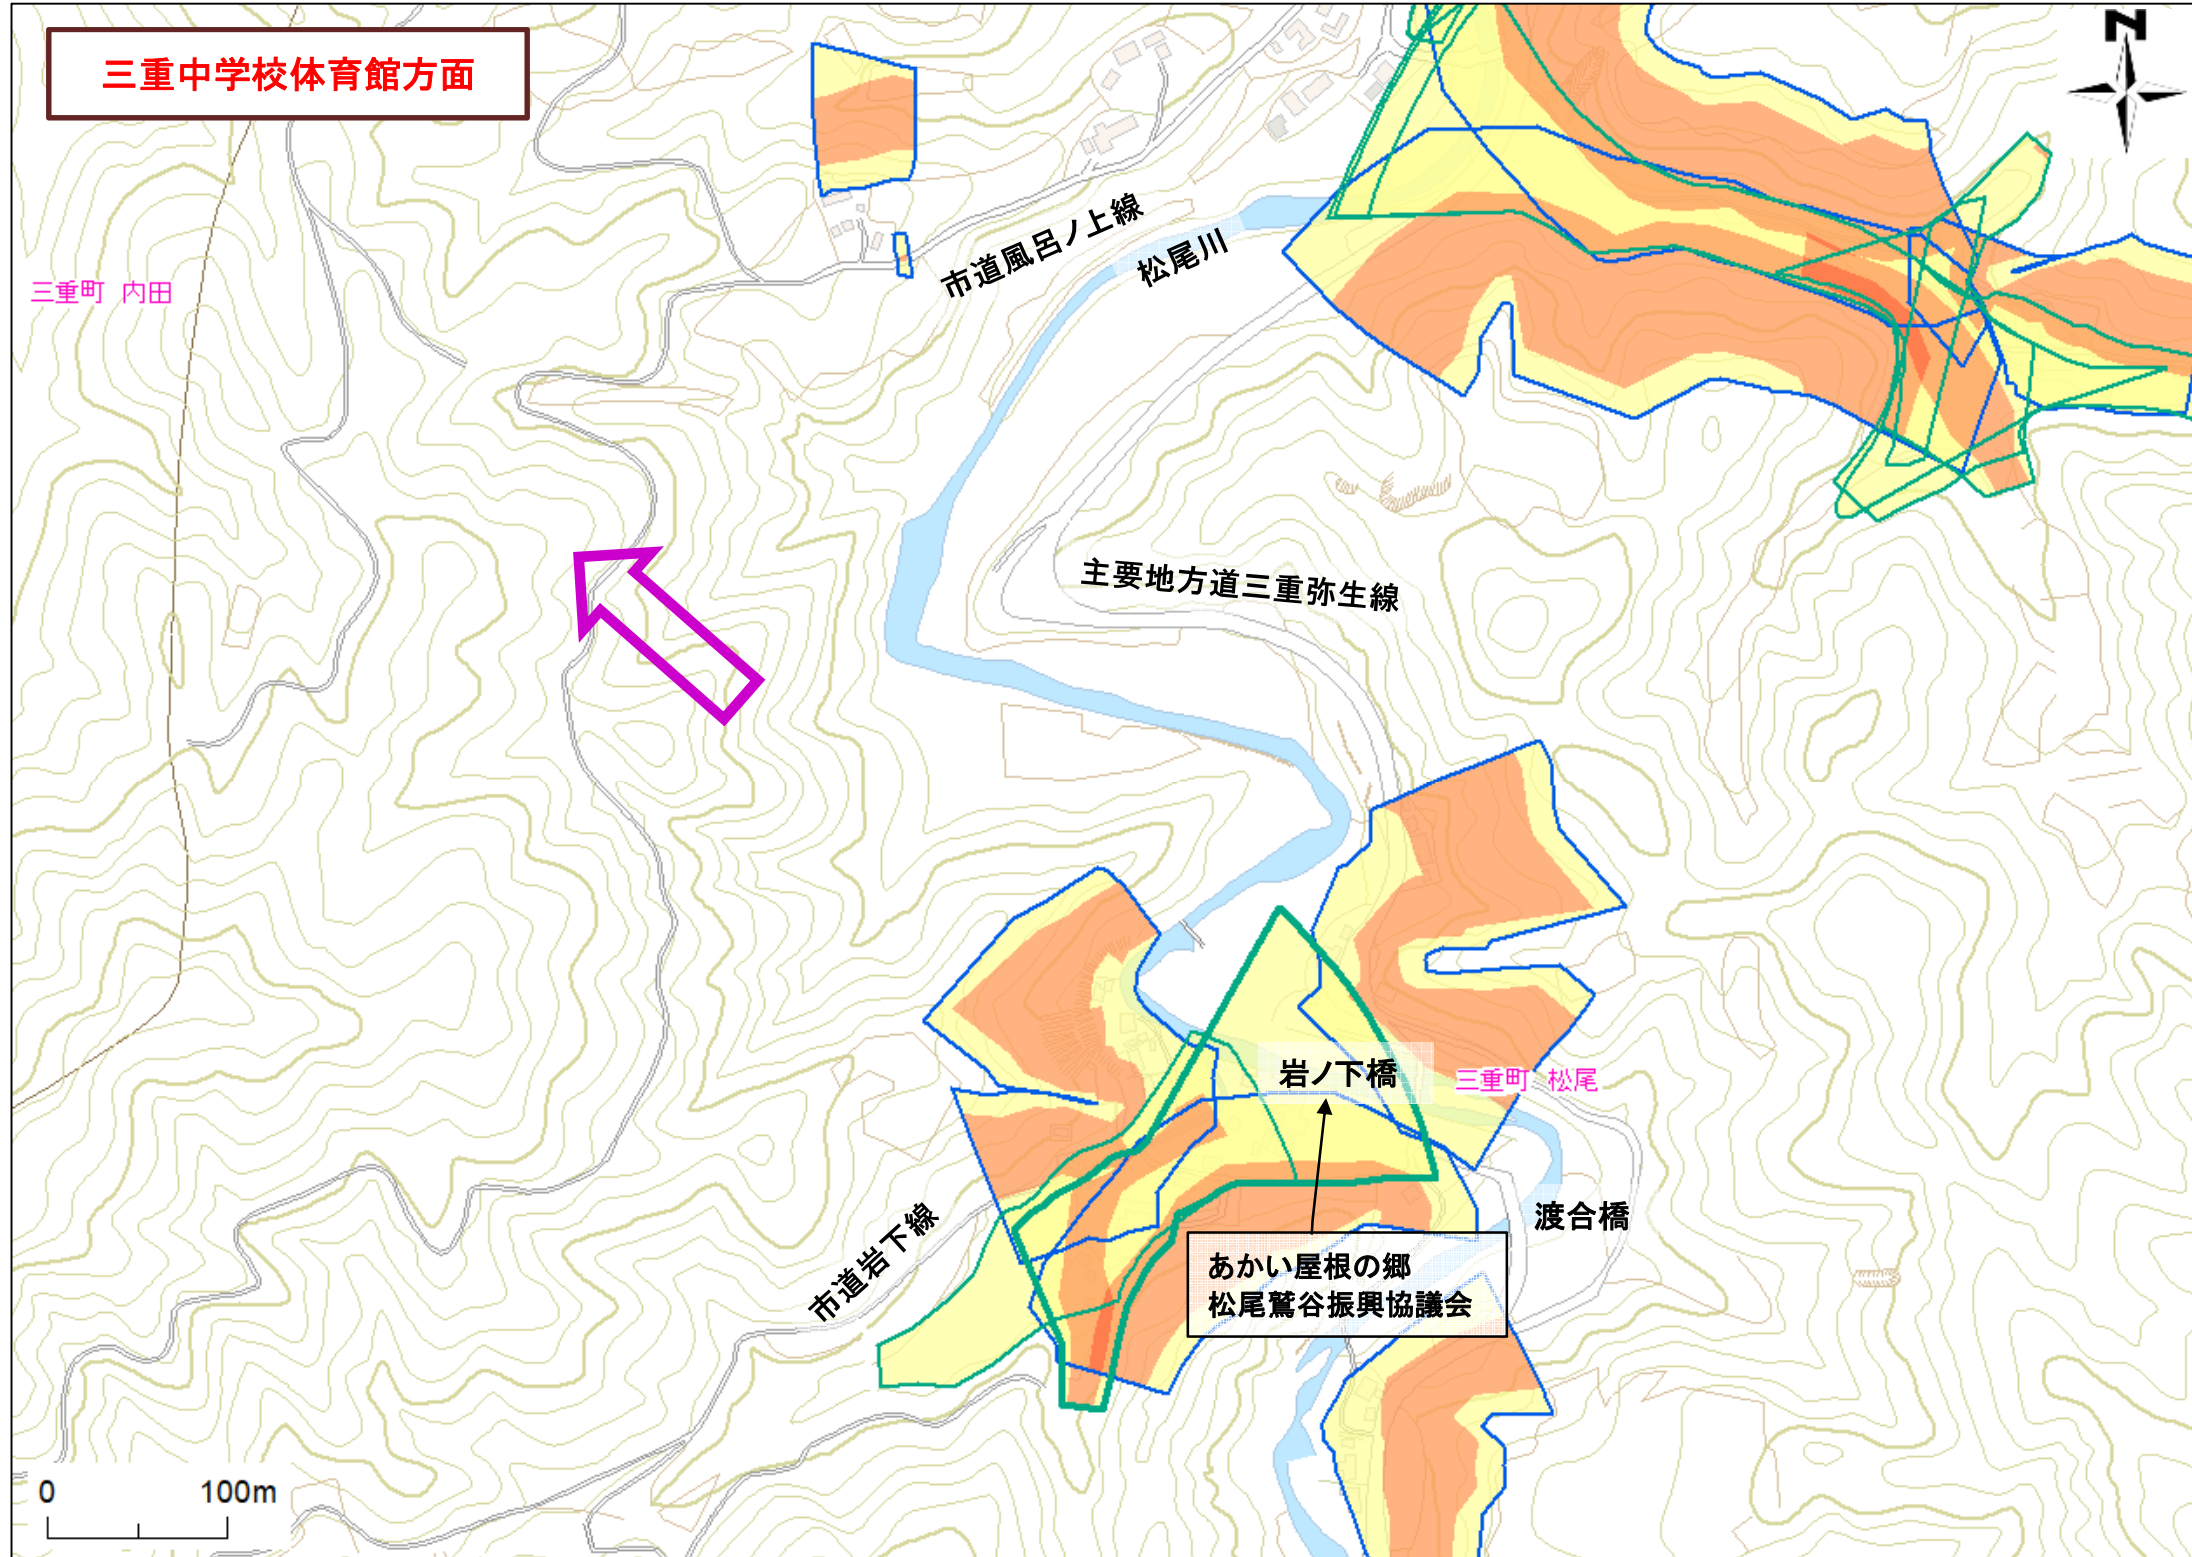 三重中学校体育館方面
N
市道風呂ノ上線
松尾川
三重町 内田
主要地方道三重弥生線
岩ノ下橋
三重町 松尾
渡合橋
市道岩下線
あかい屋根の郷
松尾鷲谷振興協議会
0 100m